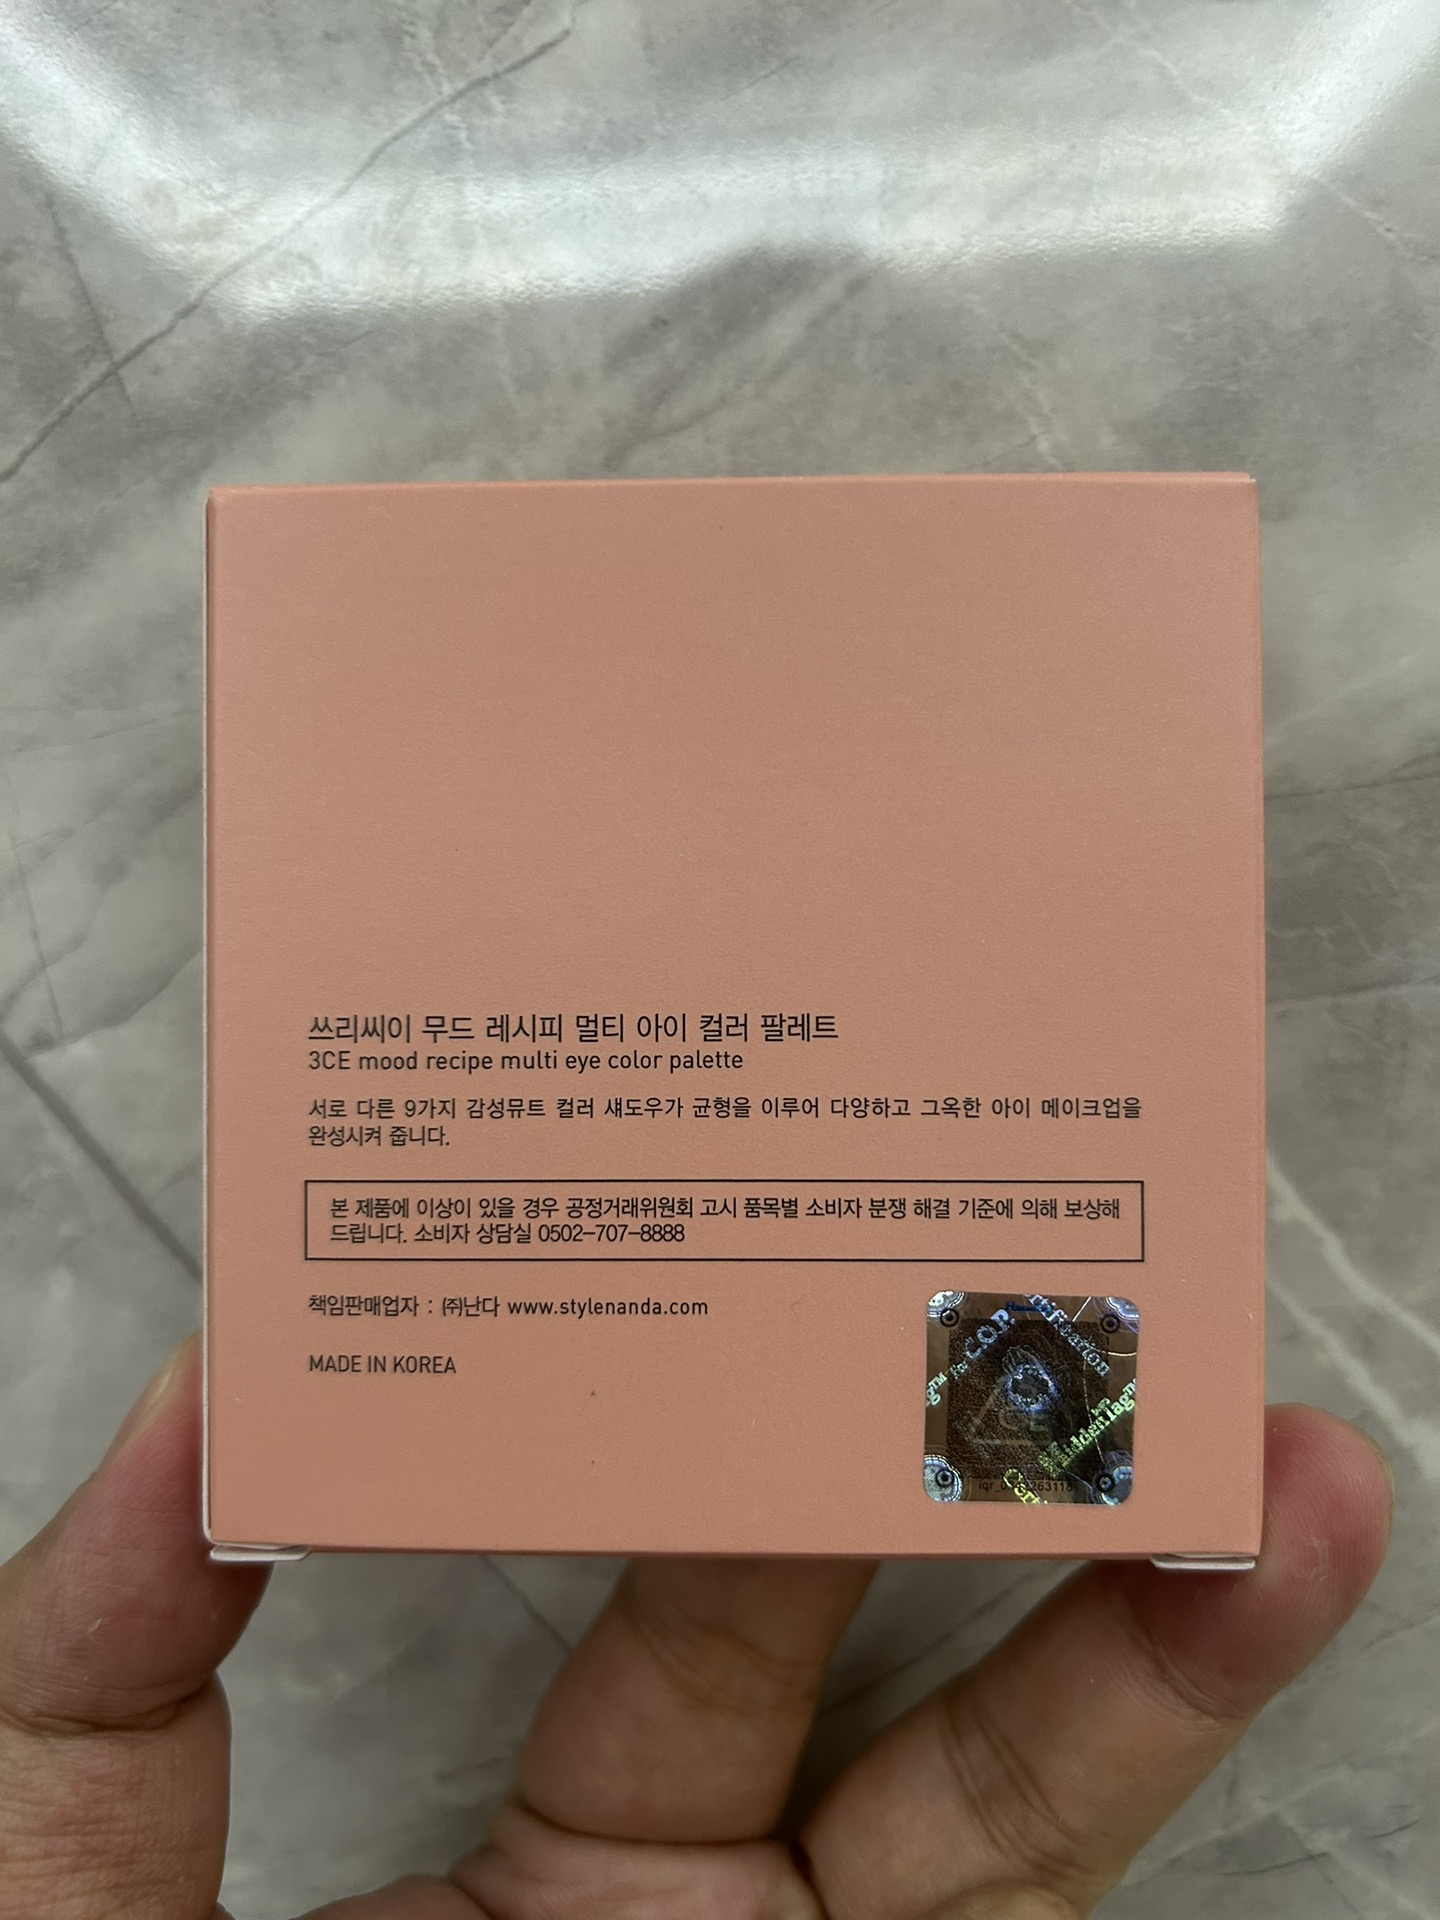 쓰리씨이 무드 레시피 멀티 아이 컬러 팔레트
3CE mood recipe multi eye color palette
서로 다른 9가지 감성뮤트 컬러 섀도우가 균형을 이루어 다양하고 그윽한 아이 메이크업을
완성시켜 줍니다.
본 제품에 이상이 있을 경우 공정거래위원회 고시 품목별 소비자 분쟁 해결 기준에 의해 보상해
드립니다. 소비자 상담실 0502-707-8888
책임판매업자 : ㈜난다 www.stylenanda.com
MADE IN KOREA
For C.O.P.
HiddenTag™